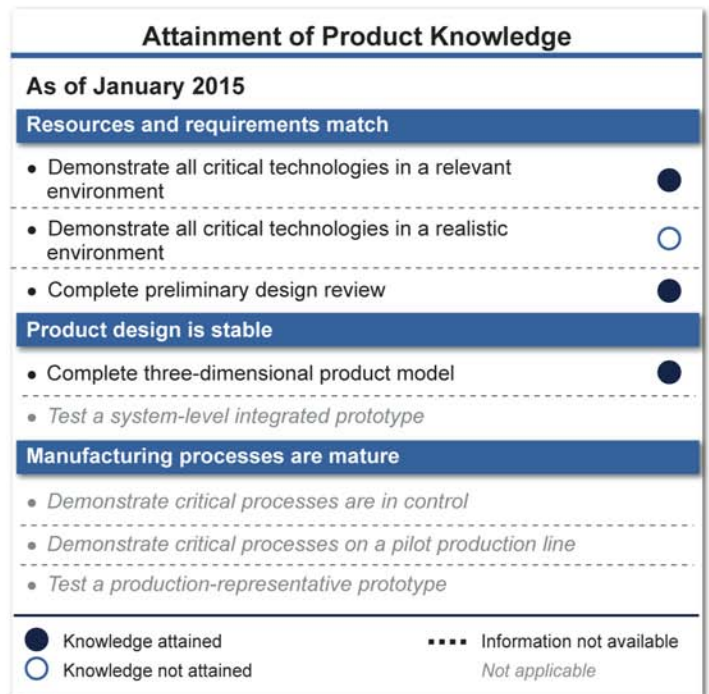 Attainment of Product Knowledge
As of January 2015
Resources and requirements match
• Demonstrate all critical technologies in a relevant
environment
• Demonstrate all critical technologies in a realistic
environment
• Complete preliminary design review
Product design is stable
• Complete three-dimensional product model
• Test a system-level integrated prototype
Manufacturing processes are mature
• Demonstrate critical processes are in control
• Demonstrate critical processes on a pilot production line
• Test a production-representative prototype
Knowledge attained
Information not available
Knowledge not attained
Not applicable